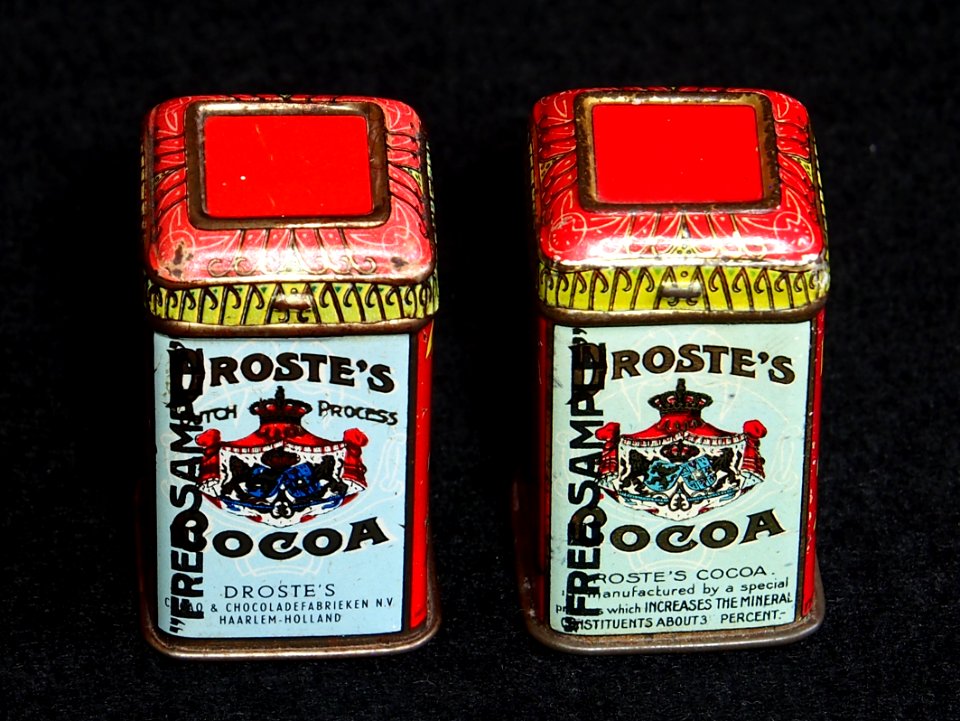 DROSTE'S
DUTCH PROCESS
COCOA
DROSTE'S
CACAO & CHOCOLADEFABRIEKEN N.V.
HAARLEM-HOLLAND
"FREE SAMPLE"
DROSTE'S
COCOA
DROSTE'S COCOA.
manufactured by a special
process which INCREASES THE MINERAL
CONSTITUENTS ABOUT 3 PERCENT.-
"FREE SAMPLE"